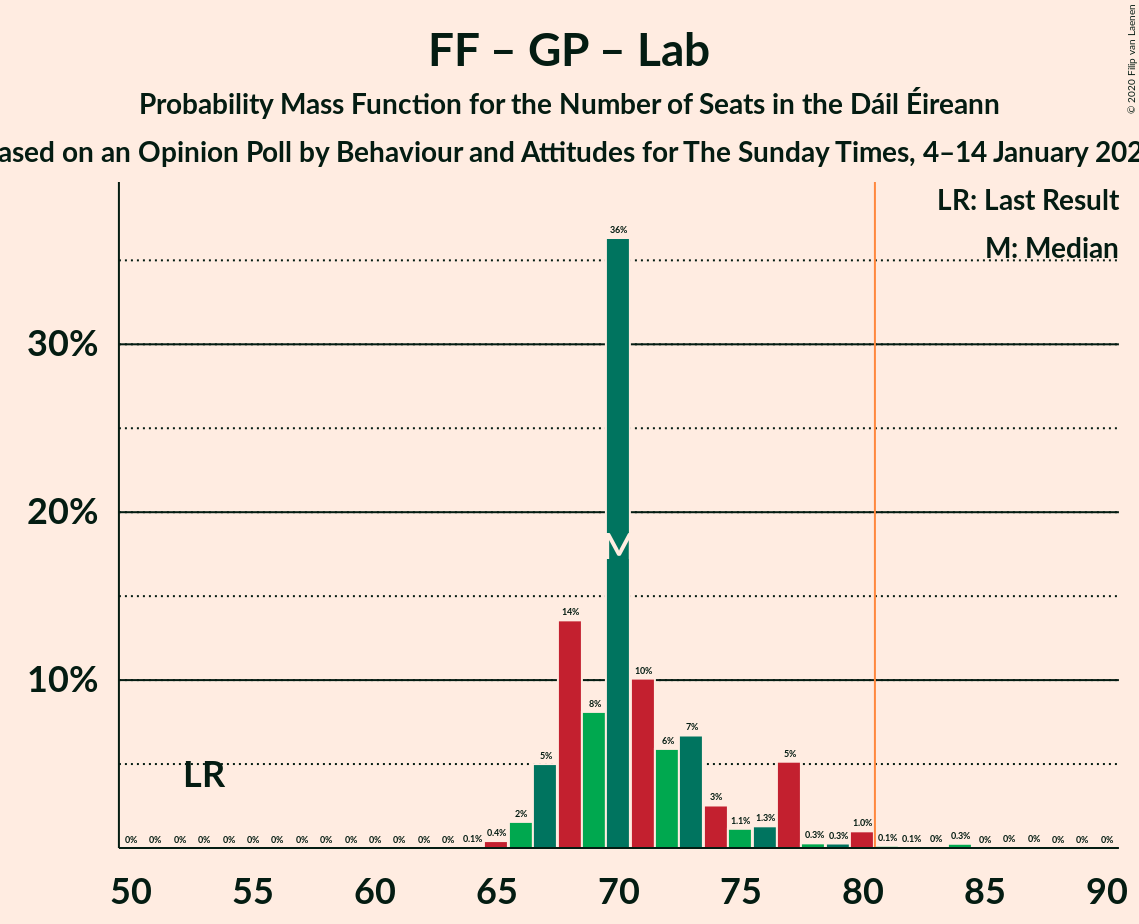 FF – GP – Lab
Probability Mass Function for the Number of Seats in the Dáil Éireann
ased on an Opinion Poll by Behaviour and Attitudes for The Sunday Times, 4–14 January 202
© 2020 Filip van Laenen
LR: Last Result
M: Median
30%
20%
10%
36%
M
14%
10%
8%
7%
6%
5%
5%
LR
3%
2%
0% 0% 0% 0% 0% 0% 0% 0% 0% 0% 0% 0% 0% 0% 0.1% 0.4% 1.1% 1.3% 0.3% 0.3% 1.0% 0.1% 0.1% 0% 0.3% 0% 0% 0% 0% 0% 0%
50 55 60 65 70 75 80 85 90